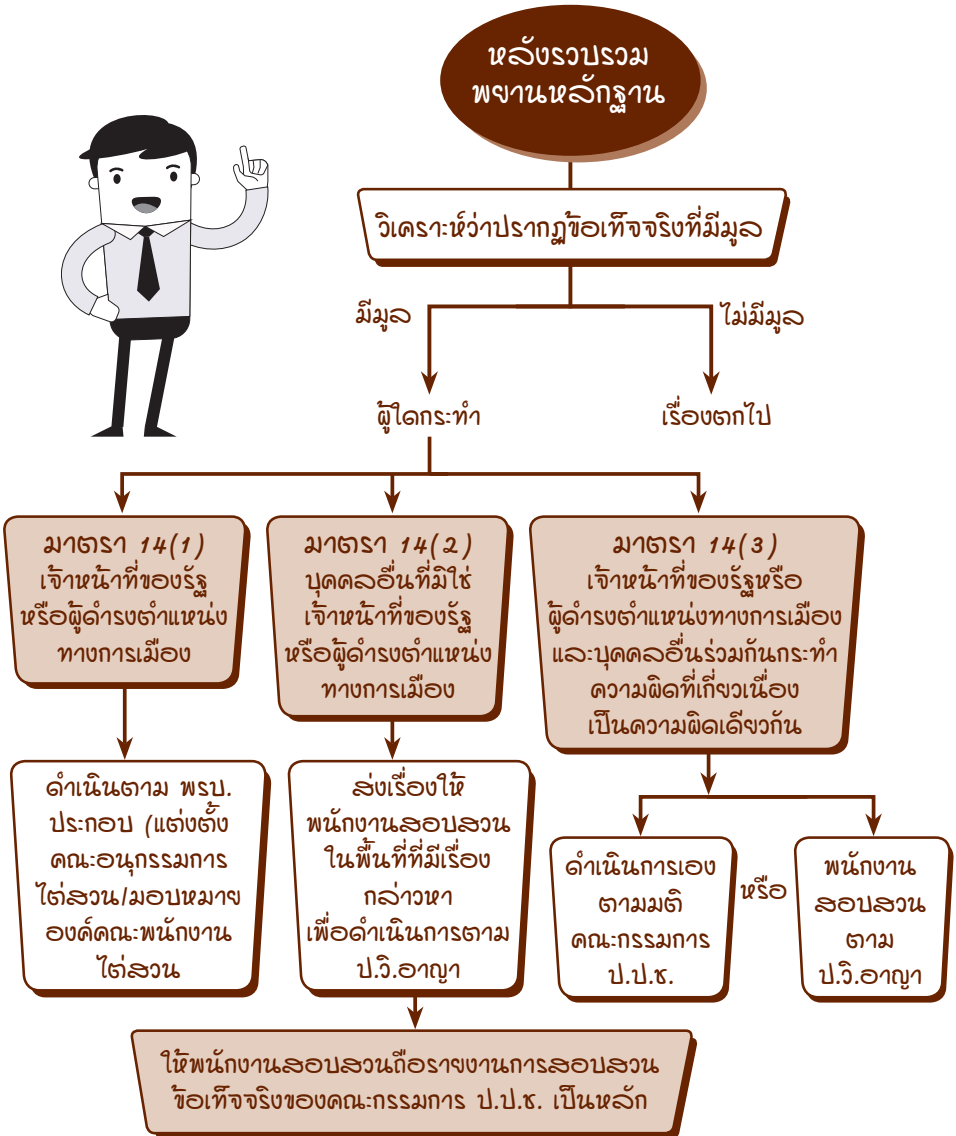 หลังรวบรวม
พยานหลักฐาน
วิเคราะห์ว่าปรากฏข้อเท็จจริงที่มีมูล
มีมูล
ไม่มีมูล
ผู้ใดกระทำ
เรื่องตกไป
มาตรา 14(1)
เจ้าหน้าที่ของรัฐ
หรือผู้ดำรงตำแหน่ง
ทางการเมือง
มาตรา 14(2)
บุคคลอื่นที่มิใช่
เจ้าหน้าที่ของรัฐ
หรือผู้ดำรงตำแหน่ง
ทางการเมือง
มาตรา 14(3)
เจ้าหน้าที่ของรัฐหรือ
ผู้ดำรงตำแหน่งทางการเมือง
และบุคคลอื่นร่วมกันกระทำ
ความผิดที่เกี่ยวเนื่อง
เป็นความผิดเดียวกัน
ดำเนินตาม พรบ.
ประกอบ (แต่งตั้ง
คณะอนุกรรมการ
ไต่สวน/มอบหมาย
องค์คณะพนักงาน
ไต่สวน
ส่งเรื่องให้
พนักงานสอบสวน
ในพื้นที่ที่มีเรื่อง
กล่าวหา
เพื่อดำเนินการตาม
ป.วิ.อาญา
ดำเนินการเอง
ตามมติ
คณะกรรมการ
ป.ป.ช.
หรือ
พนักงาน
สอบสวน
ตาม
ป.วิ.อาญา
ให้พนักงานสอบสวนถือรายงานการสอบสวน
ข้อเท็จจริงของคณะกรรมการ ป.ป.ช. เป็นหลัก